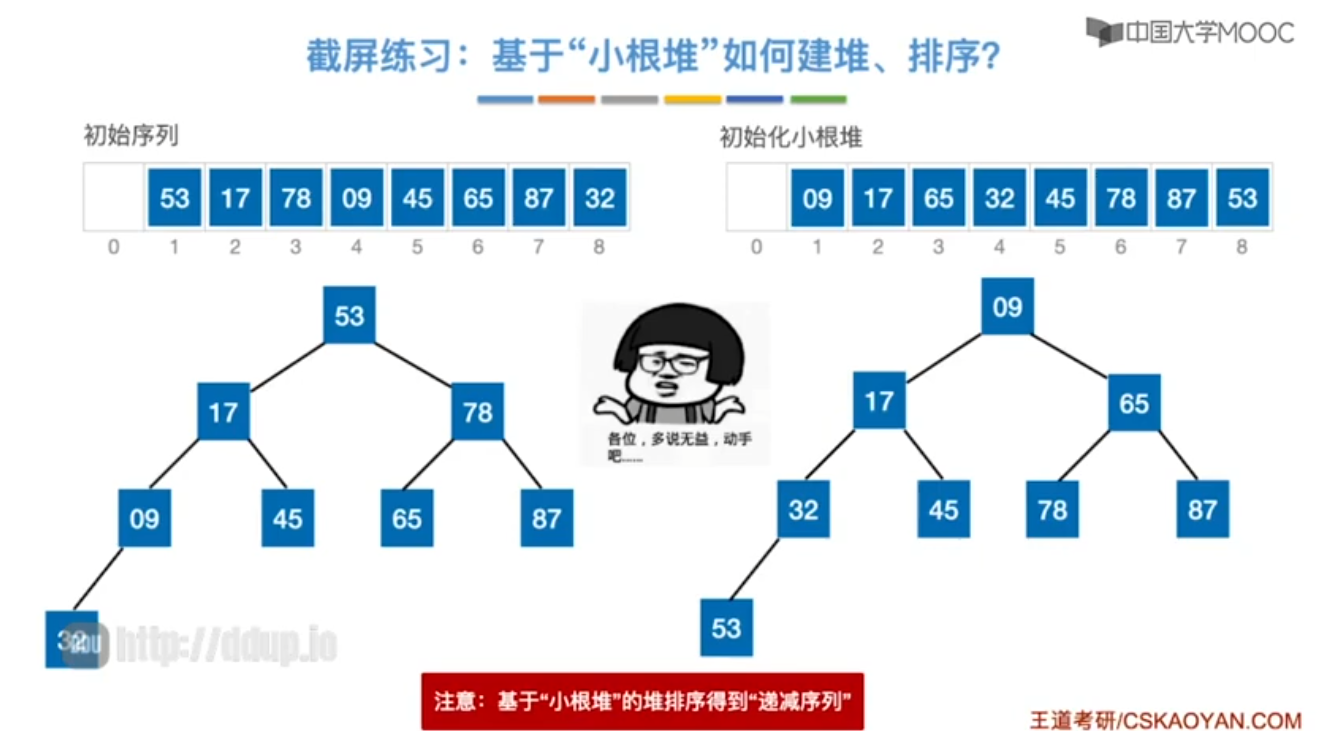 中国大学MOOC
截屏练习：基于“小根堆”如何建堆、排序？
初始序列
53 17 78 09 45 65 87 32
0 1 2 3 4 5 6 7 8
初始化小根堆
09 17 65 32 45 78 87 53
0 1 2 3 4 5 6 7 8
53
17 78
09 45 65 87
32
09
17 65
32 45 78 87
53
各位，多说无益，动手
吧......
http://ddup.io
注意：基于“小根堆”的堆排序得到“递减序列”
王道考研/CSKAOYAN.COM